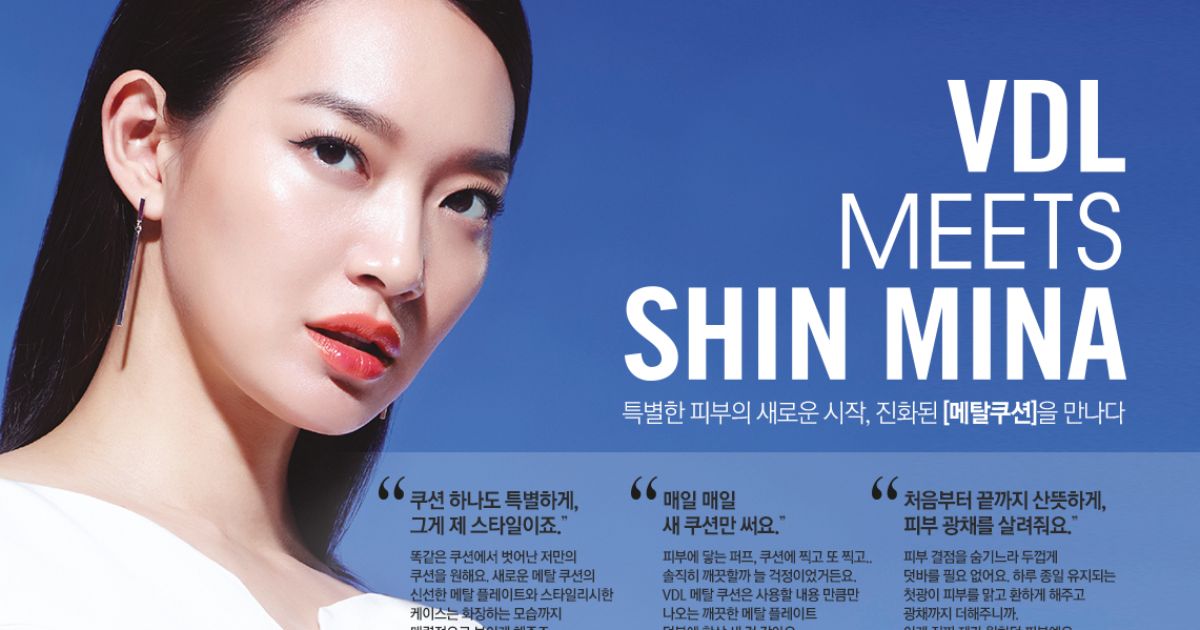 VDL
MEETS
SHIN MINA
특별한 피부의 새로운 시작, 진화된 [메탈쿠션]을 만나다
“쿠션 하나도 특별하게,
그게 제 스타일이죠.”
똑같은 쿠션에서 벗어난 저만의
쿠션을 원해요. 새로운 메탈 쿠션의
신선한 메탈 플레이트와 스타일리시한
케이스는 화장하는 모습까지
“매일 매일
새 쿠션만 써요.”
피부에 닿는 퍼프, 쿠션에 찍고 또 찍고..
솔직히 깨끗할까 늘 걱정이었거든요.
VDL 메탈 쿠션은 사용할 내용 만큼만
나오는 깨끗한 메탈 플레이트
“처음부터 끝까지 산뜻하게,
피부 광채를 살려줘요.”
피부 결점을 숨기느라 두껍게
덧바를 필요 없어요. 하루 종일 유지되는
첫광이 피부를 맑고 환하게 해주고
광채까지 더해주니까.